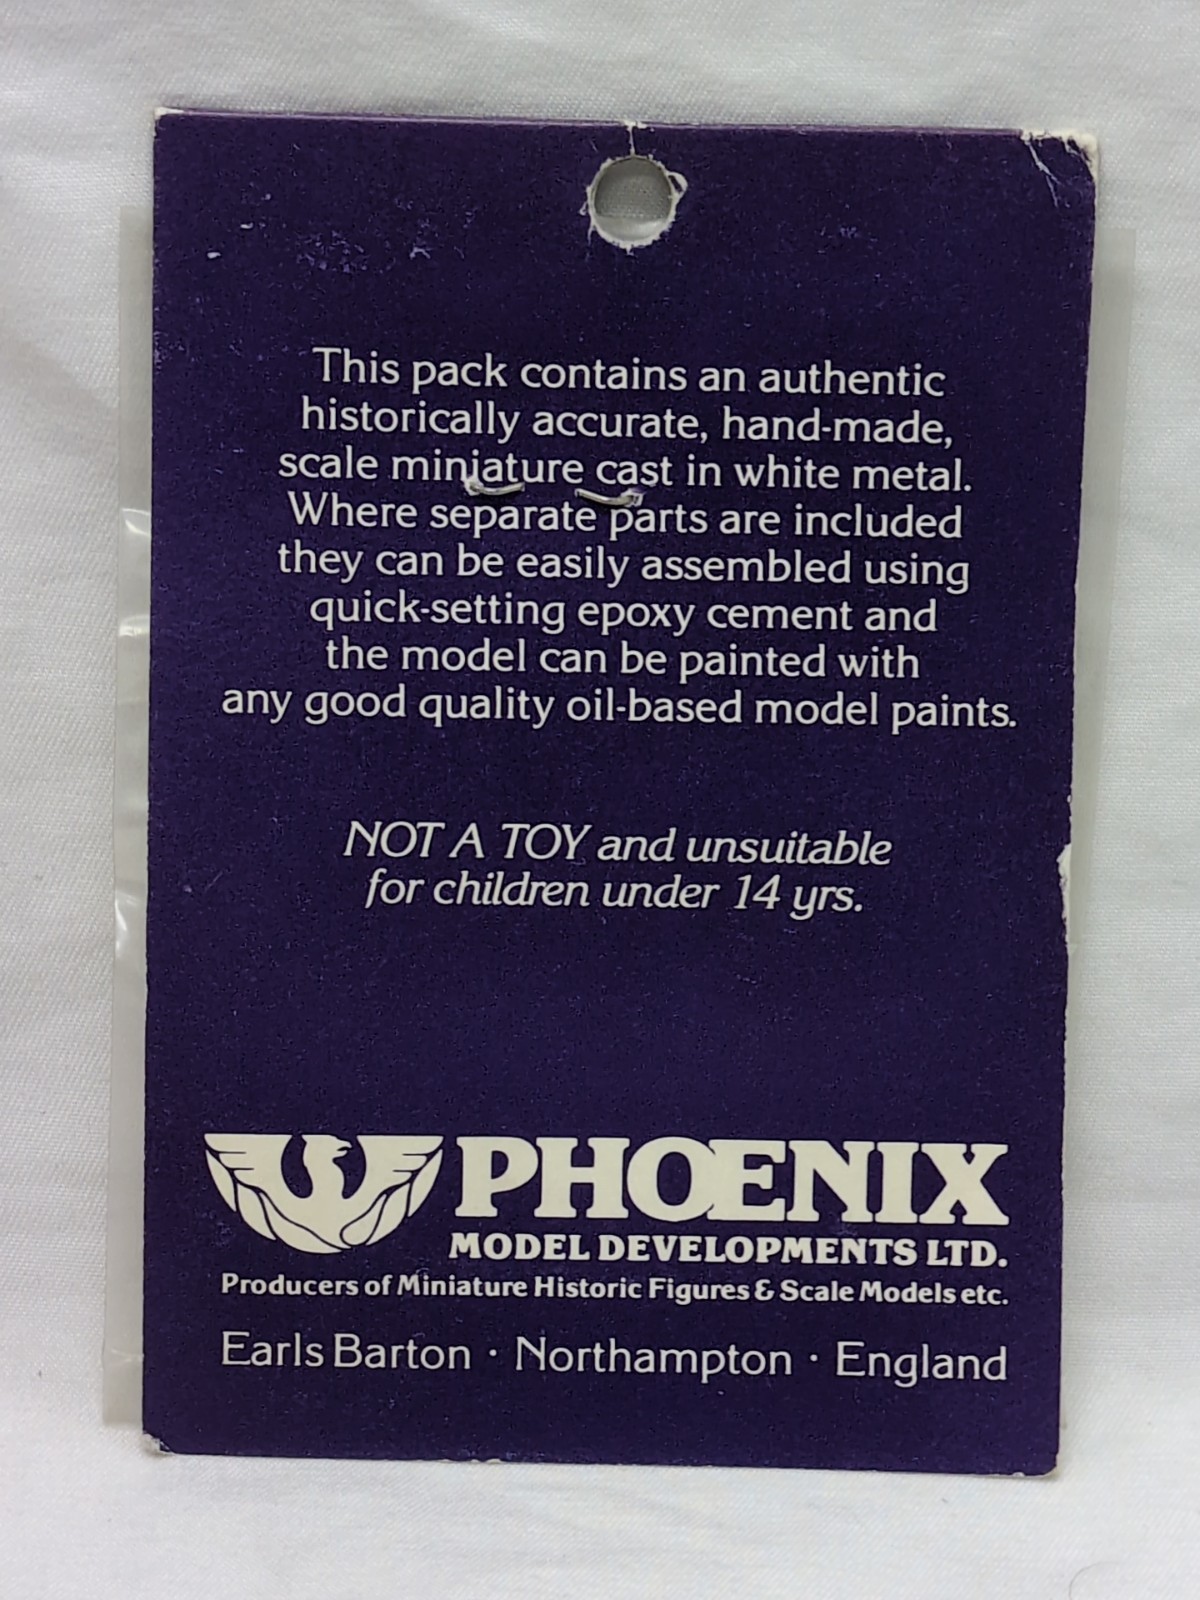 This pack contains an authentic
historically accurate, hand-made,
scale miniature cast in white metal.
Where separate parts are included
they can be easily assembled using
quick-setting epoxy cement and
the model can be painted with
any good quality oil-based model paints.
NOT A TOY and unsuitable
for children under 14 yrs.
PHOENIX
MODEL DEVELOPMENTS LTD.
Producers of Miniature Historic Figures & Scale Models etc.
Earls Barton · Northampton · England